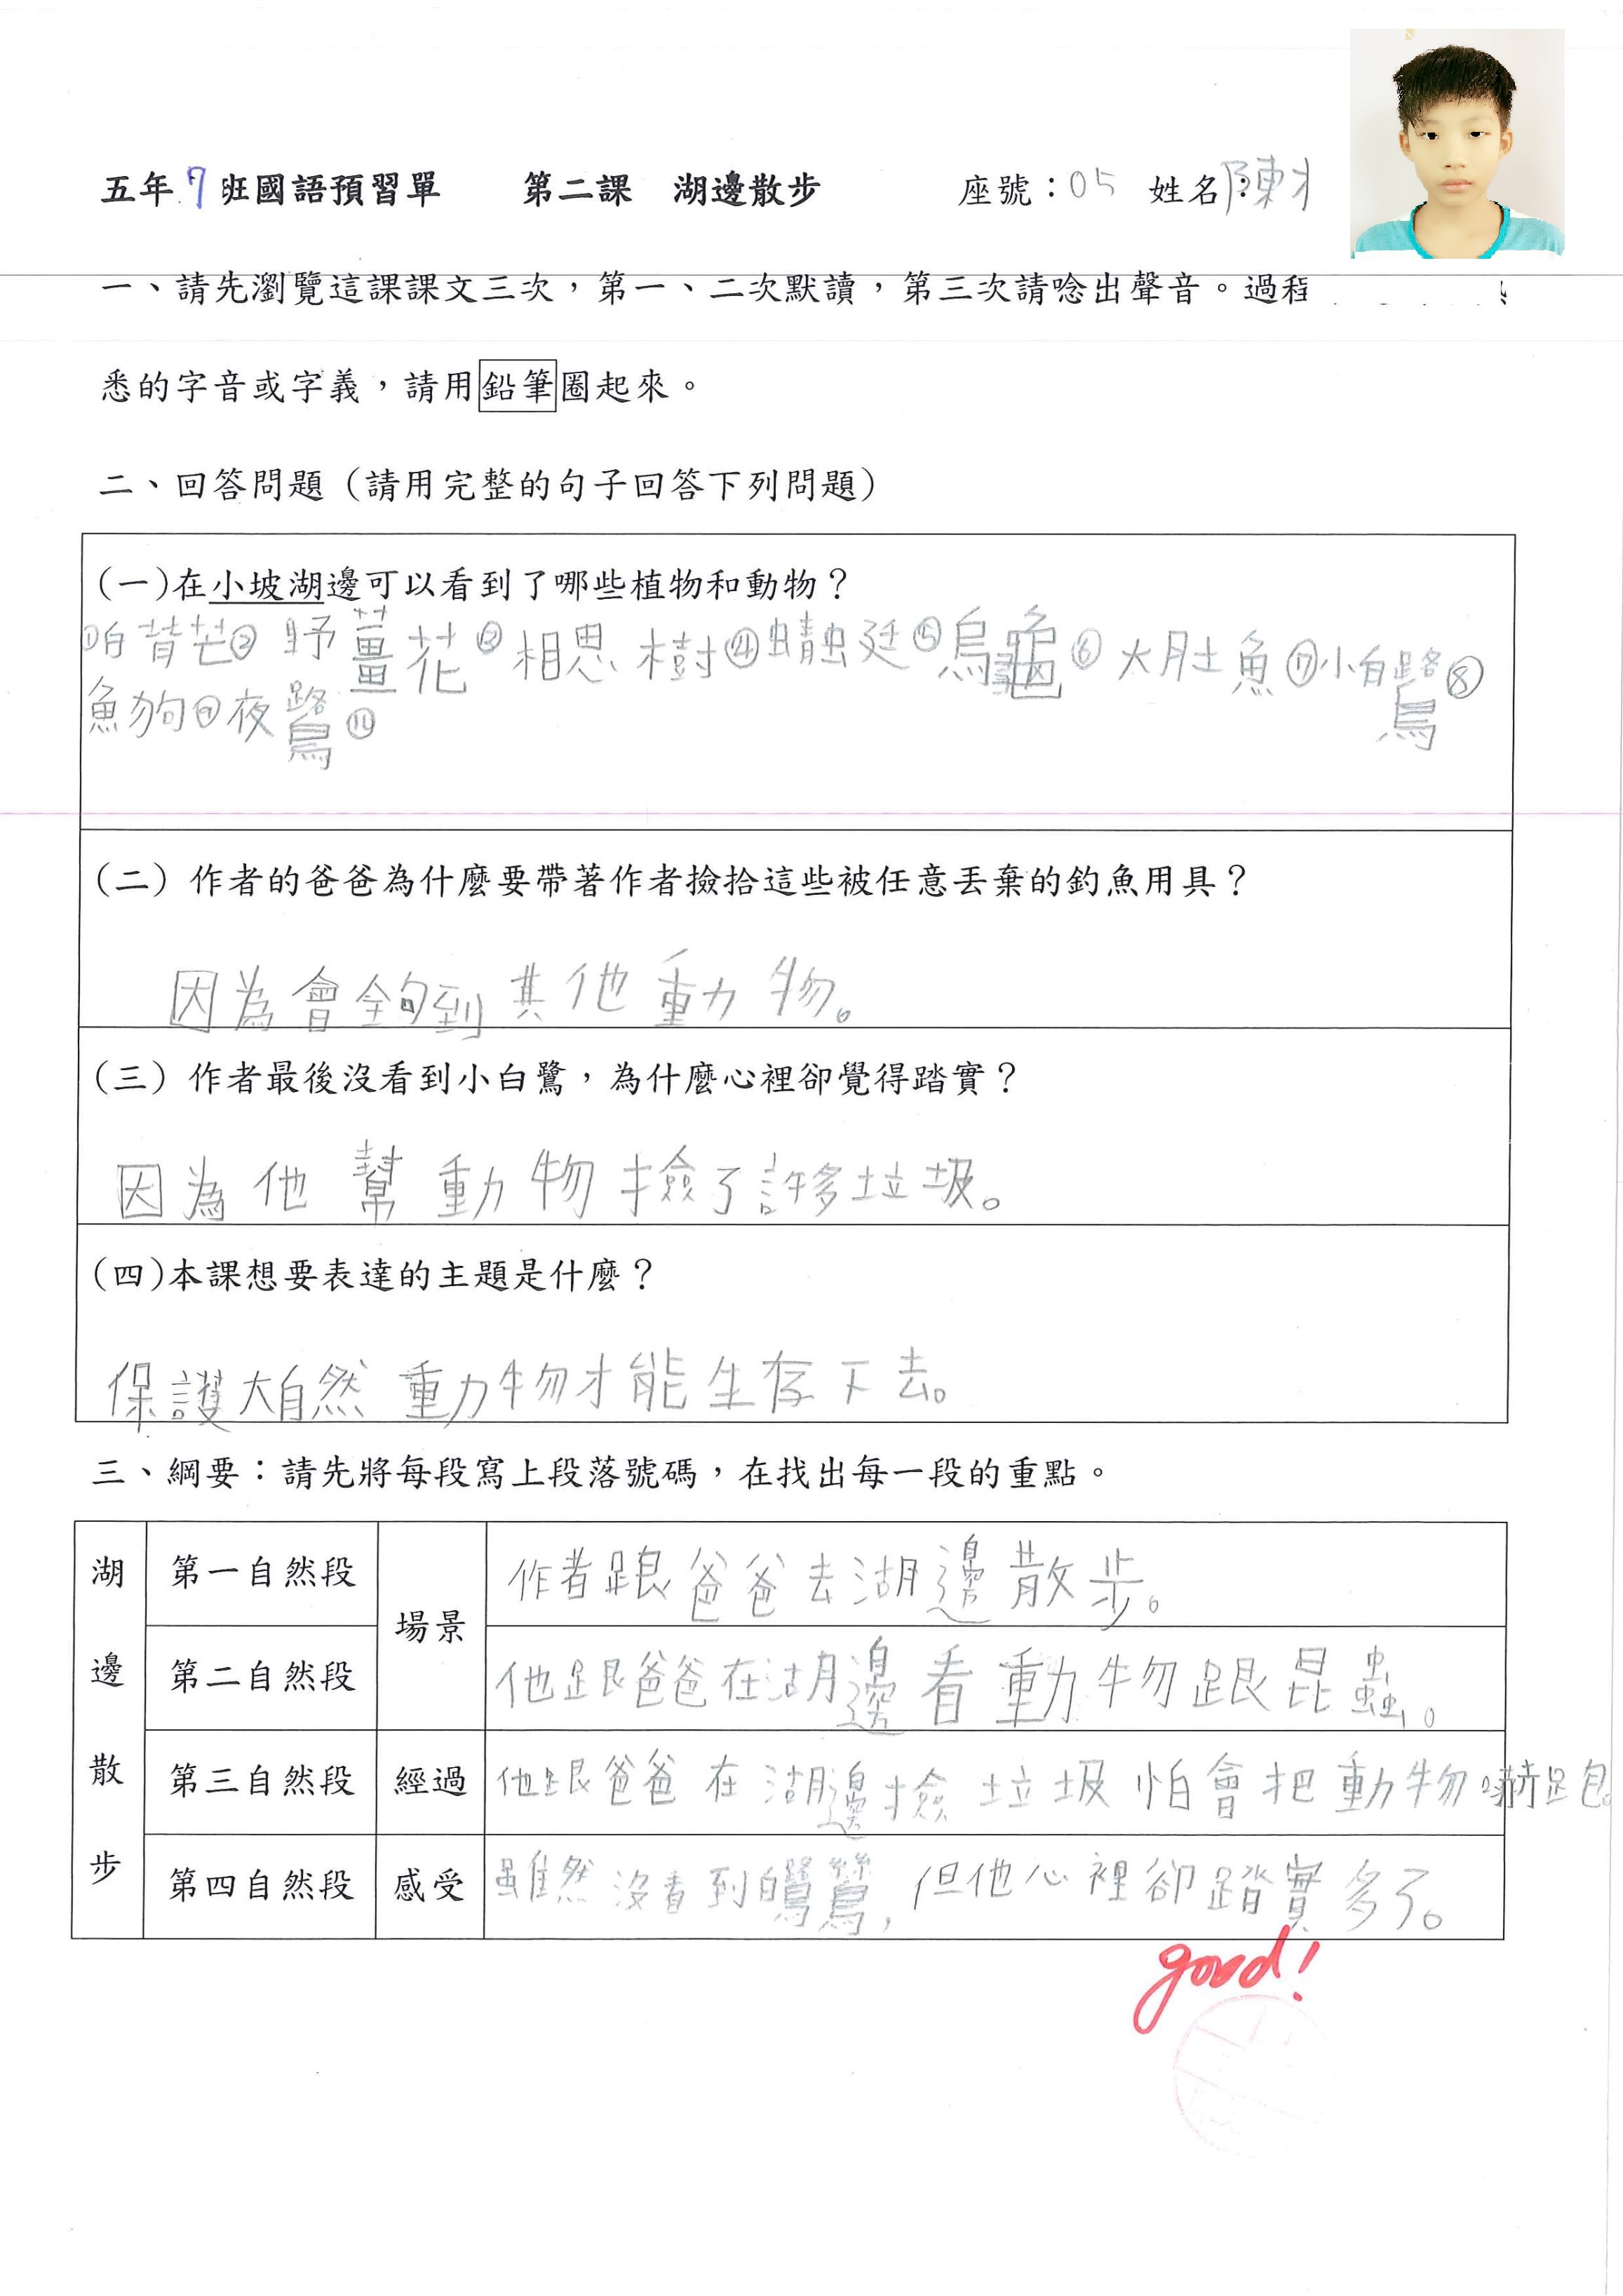 五年7班國語預習單 第二課 湖邊散步 座號：05 姓名：陳
一、請先瀏覽這課課文三次，第一、二次默讀，第三次請唸出聲音。過程
悉的字音或字義，請用鉛筆圈起來。
二、回答問題（請用完整的句子回答下列問題）
(一)在小坡湖邊可以看到了哪些植物和動物？
①白背芒② 野薑花③相思樹④蜻蜓⑤烏龜⑥大肚魚⑦小白鷺⑧
魚狗⑨夜鷺⑩
(二) 作者的爸爸為什麼要帶著作者撿拾這些被任意丟棄的釣魚用具？
因為會鉤到其他動物。
(三) 作者最後沒看到小白鷺，為什麼心裡卻覺得踏實？
因為他幫動物撿了許多垃圾。
(四)本課想要表達的主題是什麼？
保護大自然動物才能生存下去。
三、綱要：請先將每段寫上段落號碼，在找出每一段的重點。
湖邊散步
第一自然段 場景 作者跟爸爸去湖邊散步。
第二自然段 他跟爸爸在湖邊看動物跟昆蟲。
第三自然段 經過 他跟爸爸在湖邊撿垃圾怕會把動物嚇跑。
第四自然段 感受 雖然沒看到白鷺鷥，但他心裡卻踏實多了。
good!